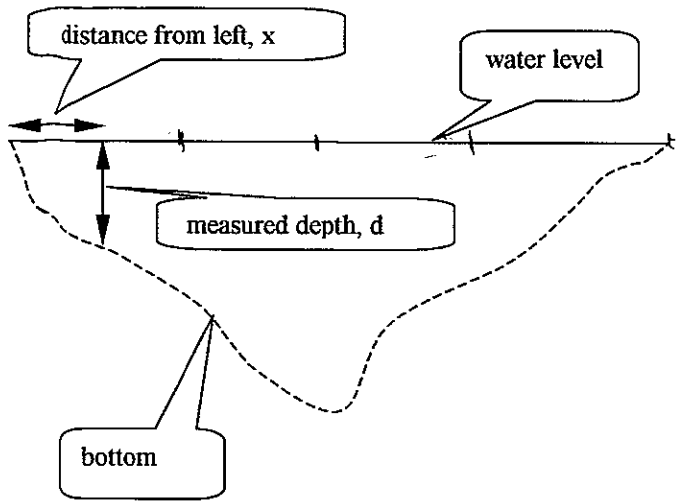 distance from left, x
water level
measured depth, d
bottom